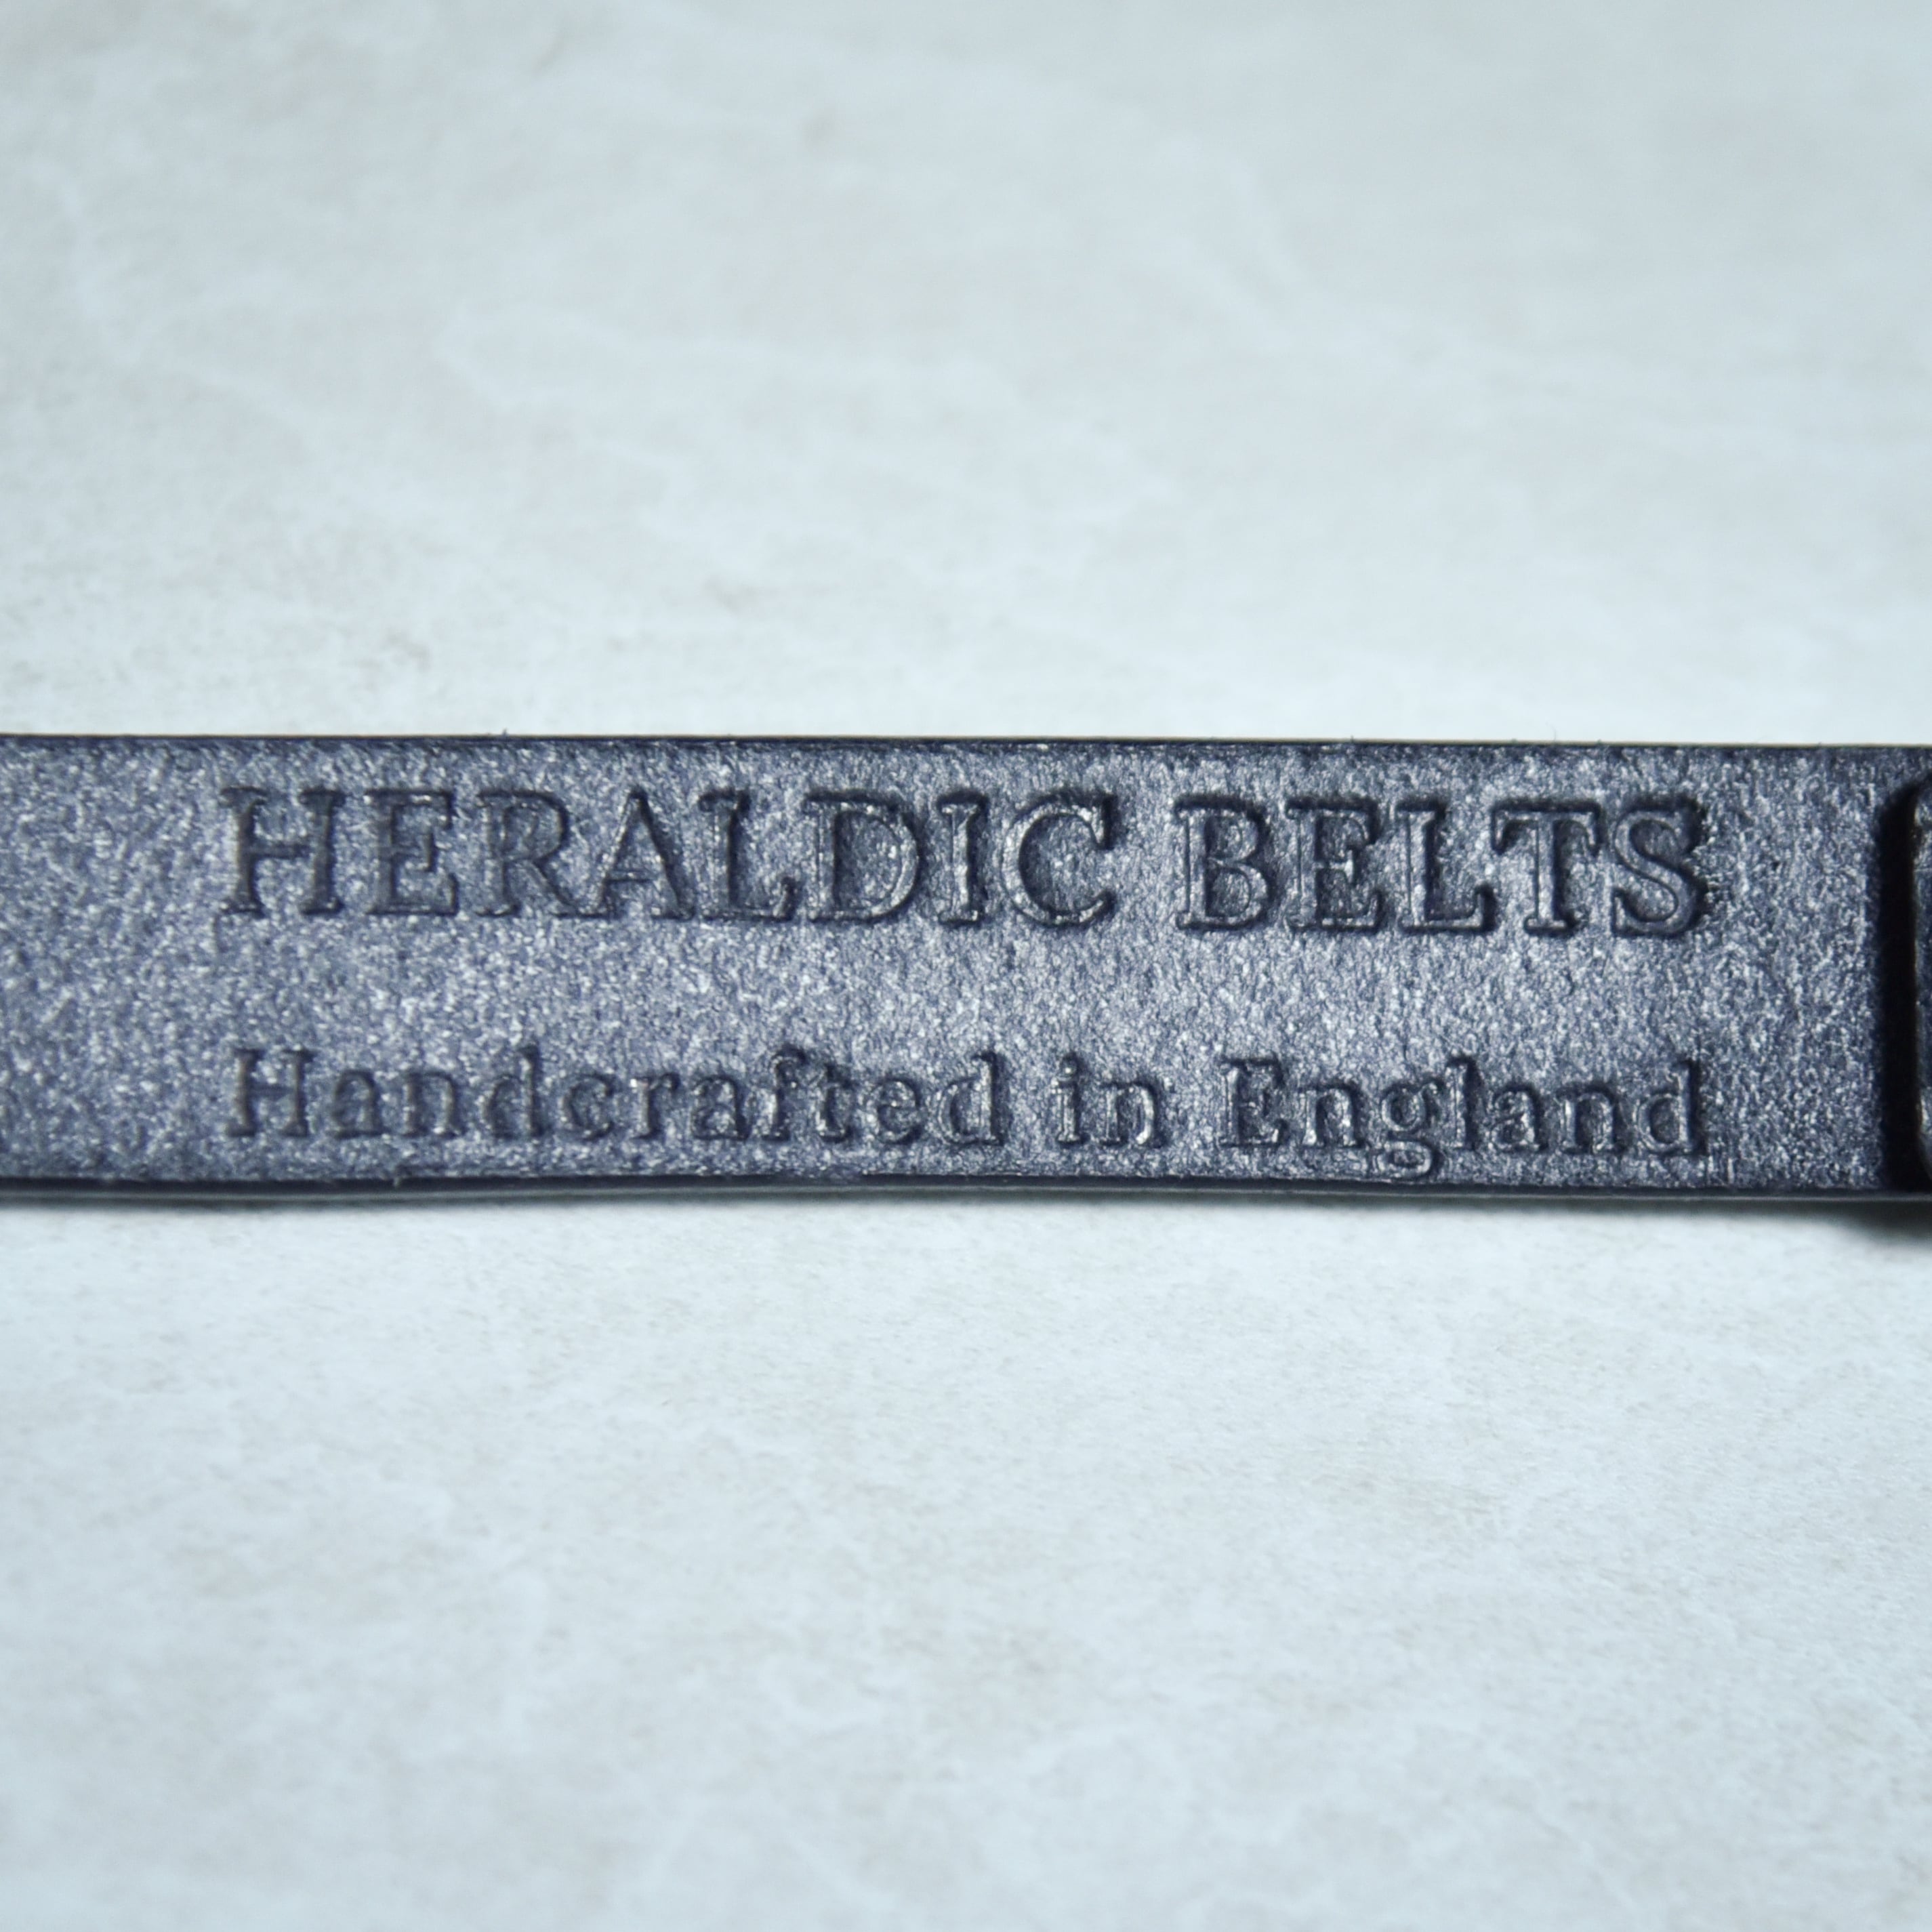 HERALDIC BELTS
Handcrafted in England